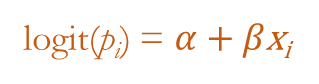 logit(pᵢ) = α + βxᵢ